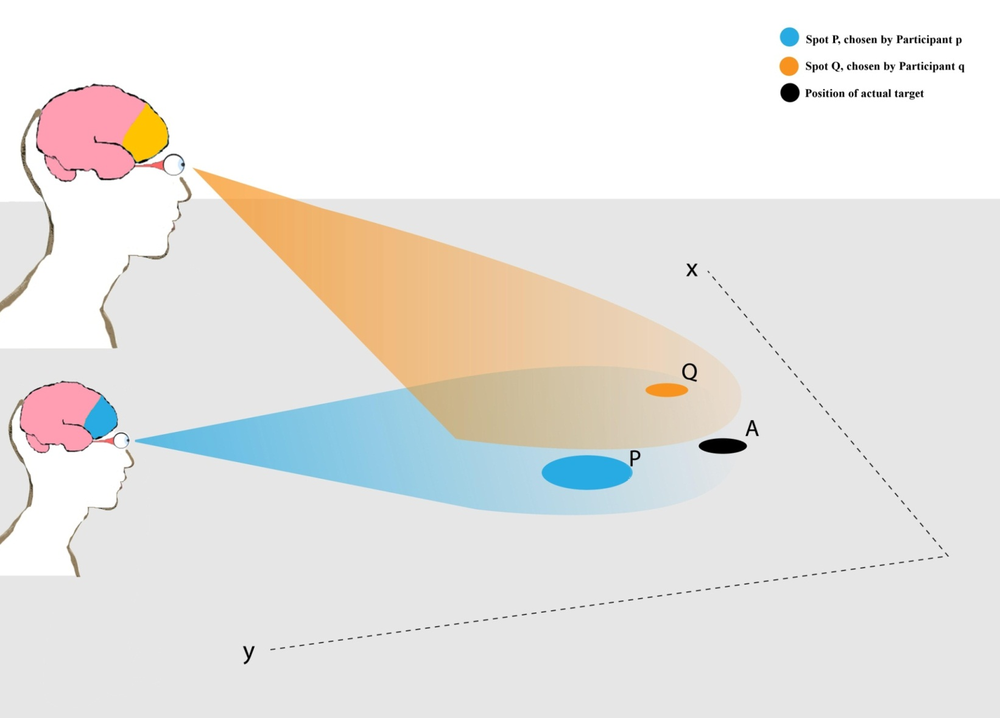 Spot P, chosen by Participant p
Spot Q, chosen by Participant q
Position of actual target
x
Q
A
P
y